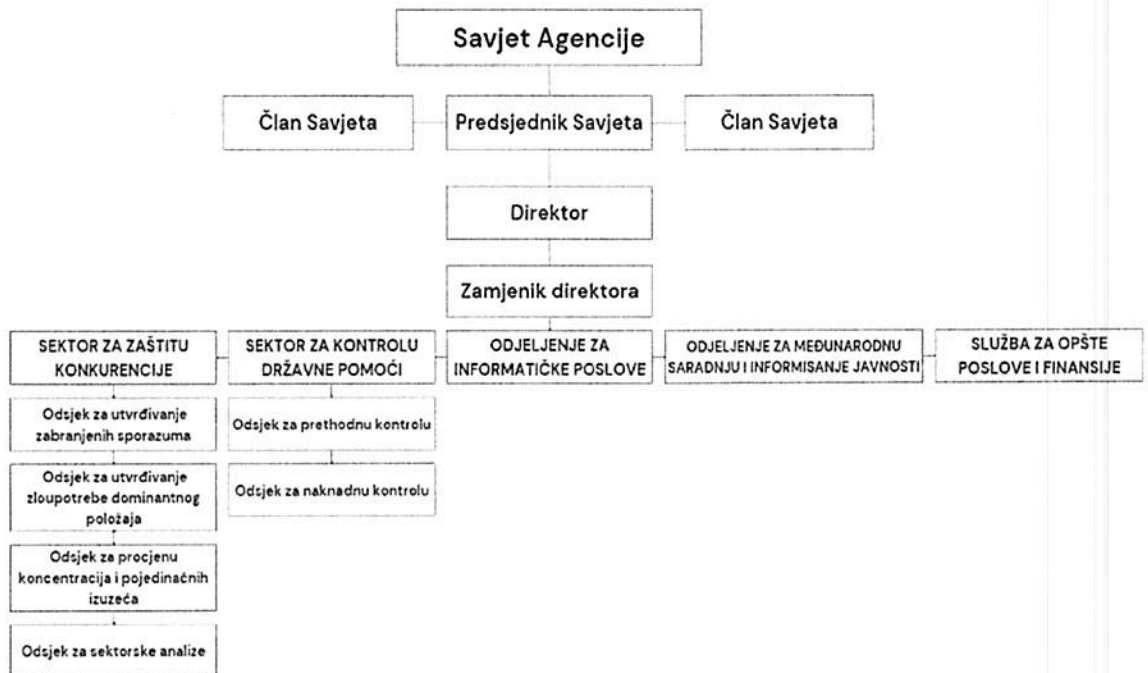 Savjet Agencije
Član Savjeta
Predsjednik Savjeta
Član Savjeta
Direktor
Zamjenik direktora
SEKTOR ZA ZAŠTITU
KONKURENCIJE
SEKTOR ZA KONTROLU
DRŽAVNE POMOĆI
ODJELJENJE ZA
INFORMATIČKE POSLOVE
ODJELJENJE ZA MEĐUNARODNU
SARADNJU I INFORMISANJE JAVNOSTI
SLUŽBA ZA OPŠTE
POSLOVE I FINANSIJE
Odsjek za utvrđivanje
zabranjenih sporazuma
Odsjek za utvrđivanje
zloupotrebe dominantnog
položaja
Odsjek za procjenu
koncentracija i pojedinačnih
izuzeća
Odsjek za sektorske analize
Odsjek za prethodnu kontrolu
Odsjek za naknadnu kontrolu